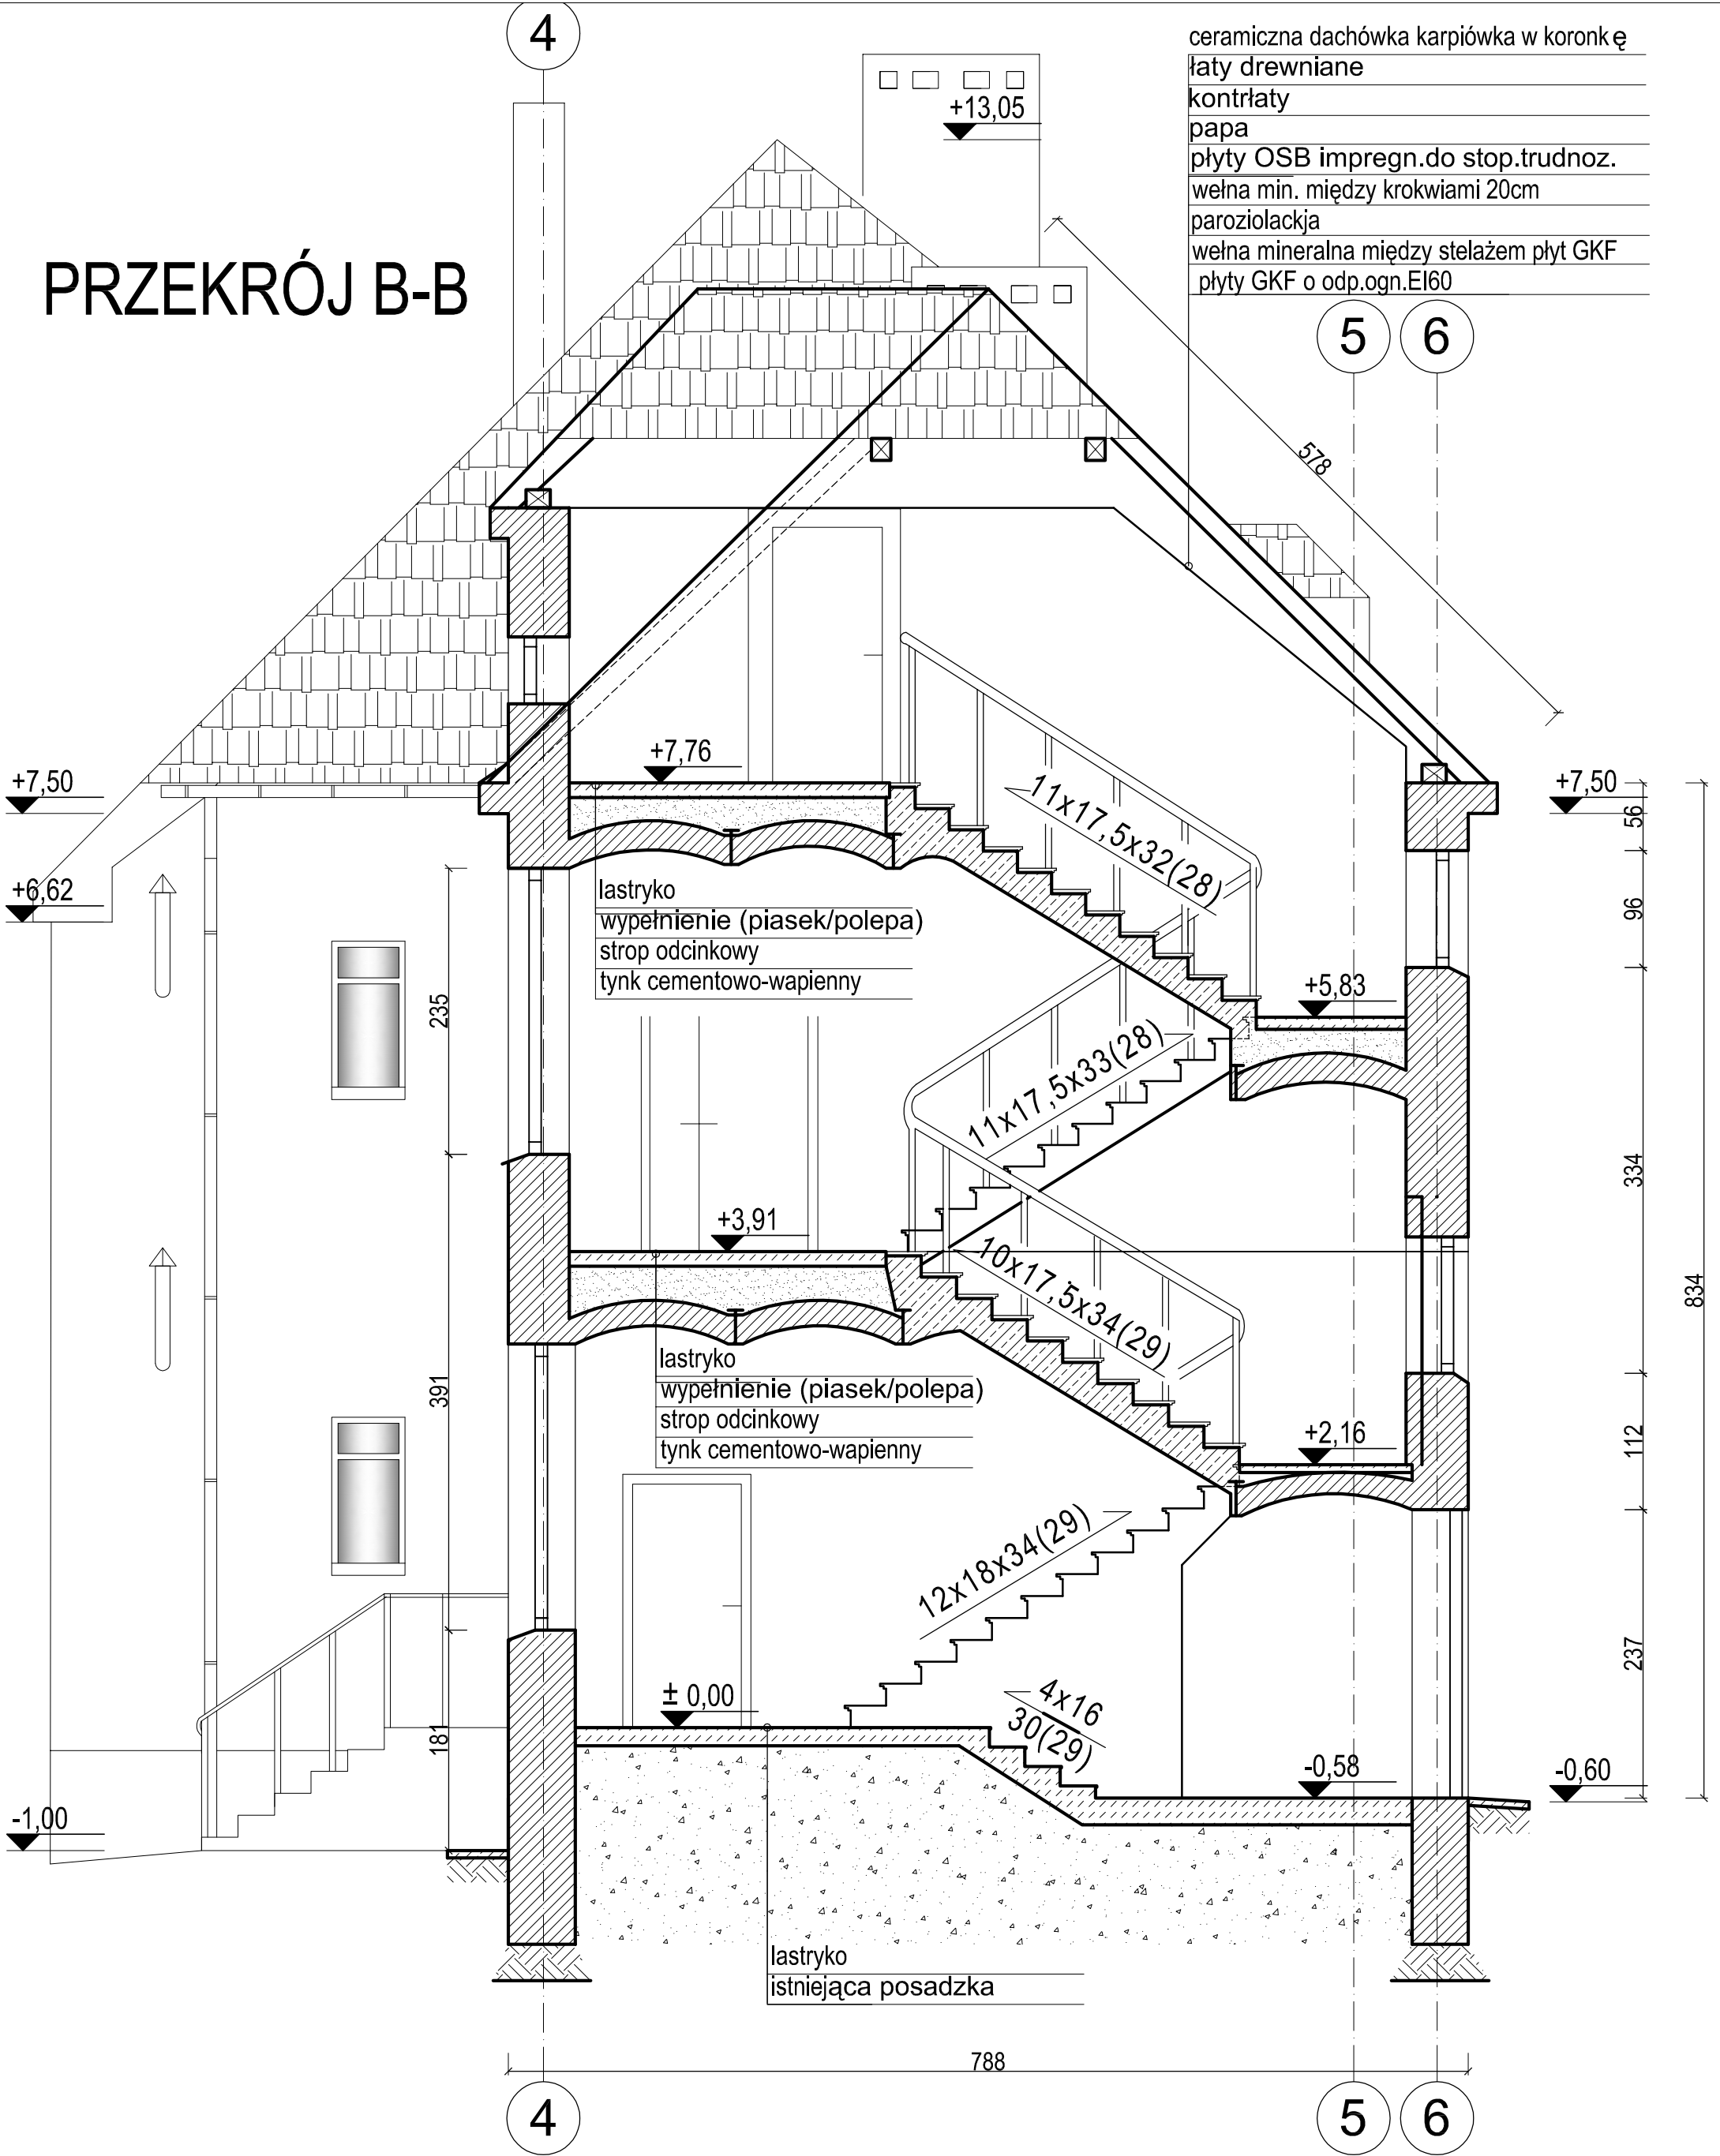 4
ceramiczna dachówka karpiówka w koronkę
łaty drewniane
kontrłaty
papa
płyty OSB impregn.do stop.trudnoz.
wełna min. między krokwiami 20cm
paroziolackja
wełna mineralna między stelażem płyt GKF
płyty GKF o odp.ogn.EI60
+13,05
PRZEKRÓJ B-B
5
6
578
+7,50
+7,76
+7,50
11x17,5x32(28)
56
+6,62
lastryko
wypełnienie (piasek/polepa)
strop odcinkowy
tynk cementowo-wapienny
96
235
+5,83
11x17,5x33(28)
334
+3,91
10x17,5x34(29)
834
lastryko
wypełnienie (piasek/polepa)
strop odcinkowy
tynk cementowo-wapienny
391
+2,16
112
12x18x34(29)
237
± 0,00
4x16
30(29)
181
-0,58
-0,60
-1,00
lastryko
istniejąca posadzka
788
4
5
6